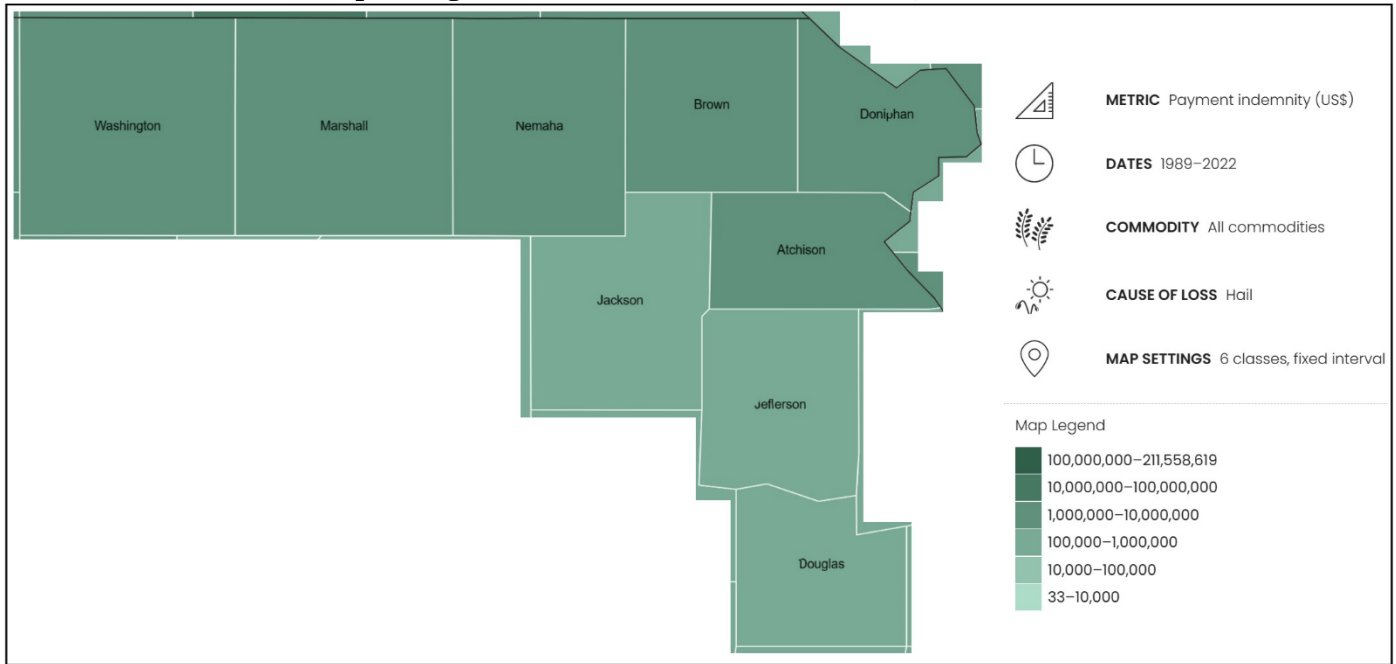 Washington
Marshall
Nemaha
Brown
Doniphan
Atchison
Jackson
Jefferson
Douglas
METRIC Payment indemnity (US$)
DATES 1989–2022
COMMODITY All commodities
CAUSE OF LOSS Hail
MAP SETTINGS 6 classes, fixed interval
Map Legend
100,000,000–211,558,619
10,000,000–100,000,000
1,000,000–10,000,000
100,000–1,000,000
10,000–100,000
33–10,000